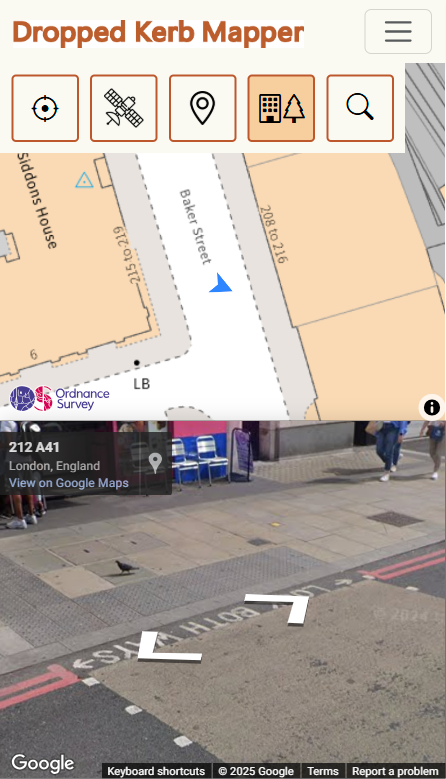 Dropped Kerb Mapper
Siddons House
215 to 219
Baker Street
208 to 216
6
LB
Ordnance
Survey
212 A41
London, England
View on Google Maps
LOOK BOTH WAYS
Google
Keyboard shortcuts
© 2025 Google
Terms
Report a problem